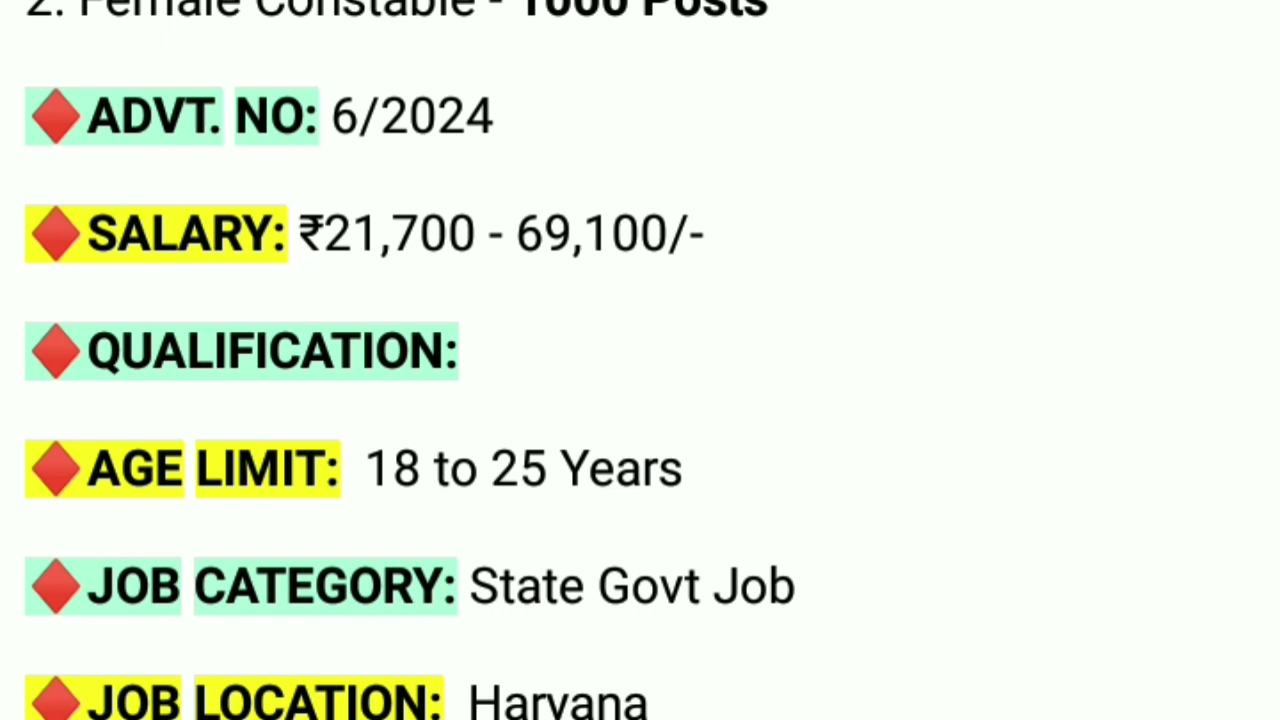 2. Female Constable - 1000 Posts
♦️ADVT. NO: 6/2024
♦️SALARY: ₹21,700 - 69,100/-
♦️QUALIFICATION:
♦️AGE LIMIT: 18 to 25 Years
♦️JOB CATEGORY: State Govt Job
♦️JOB LOCATION: Haryana